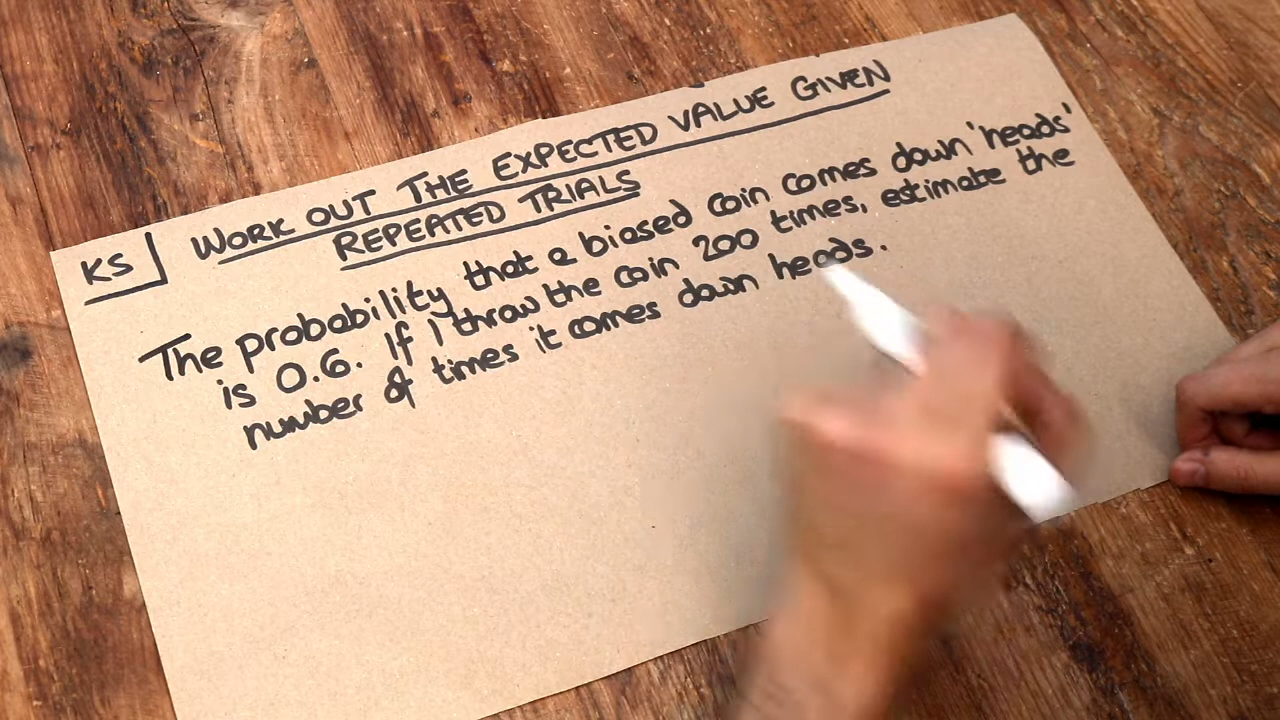 KS
WORK OUT THE EXPECTED VALUE GIVEN
REPEATED TRIALS
The probability that a biased coin comes down 'heads'
is 0.6. If I throw the coin 200 times, estimate the
number of times it comes down heads.